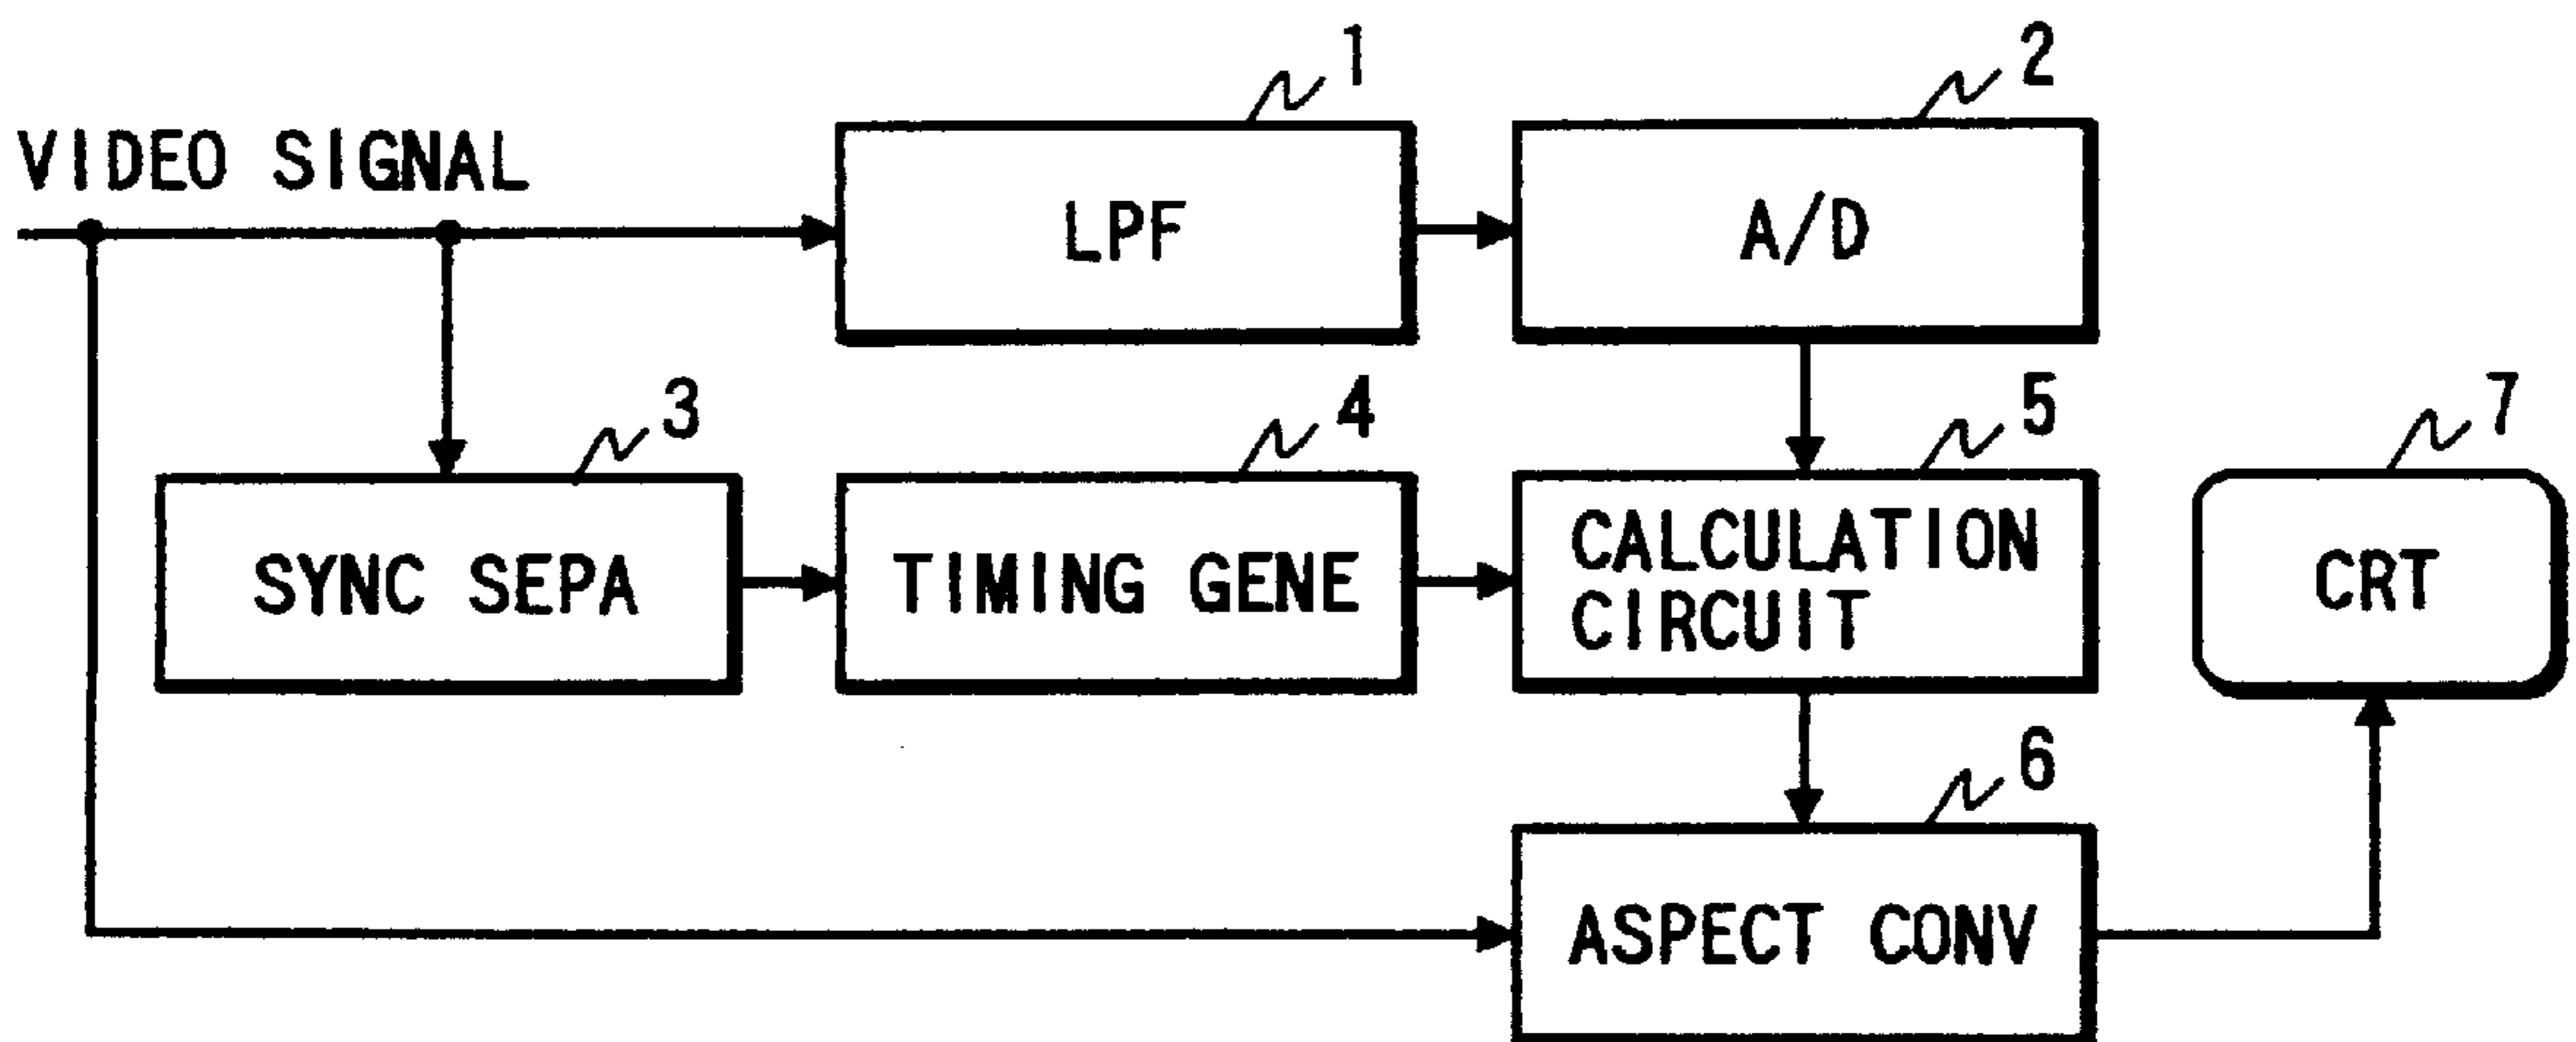 1
2
VIDEO SIGNAL
LPF
A/D
3
4
5
7
SYNC SEPA
TIMING GENE
CALCULATION
CIRCUIT
CRT
6
ASPECT CONV